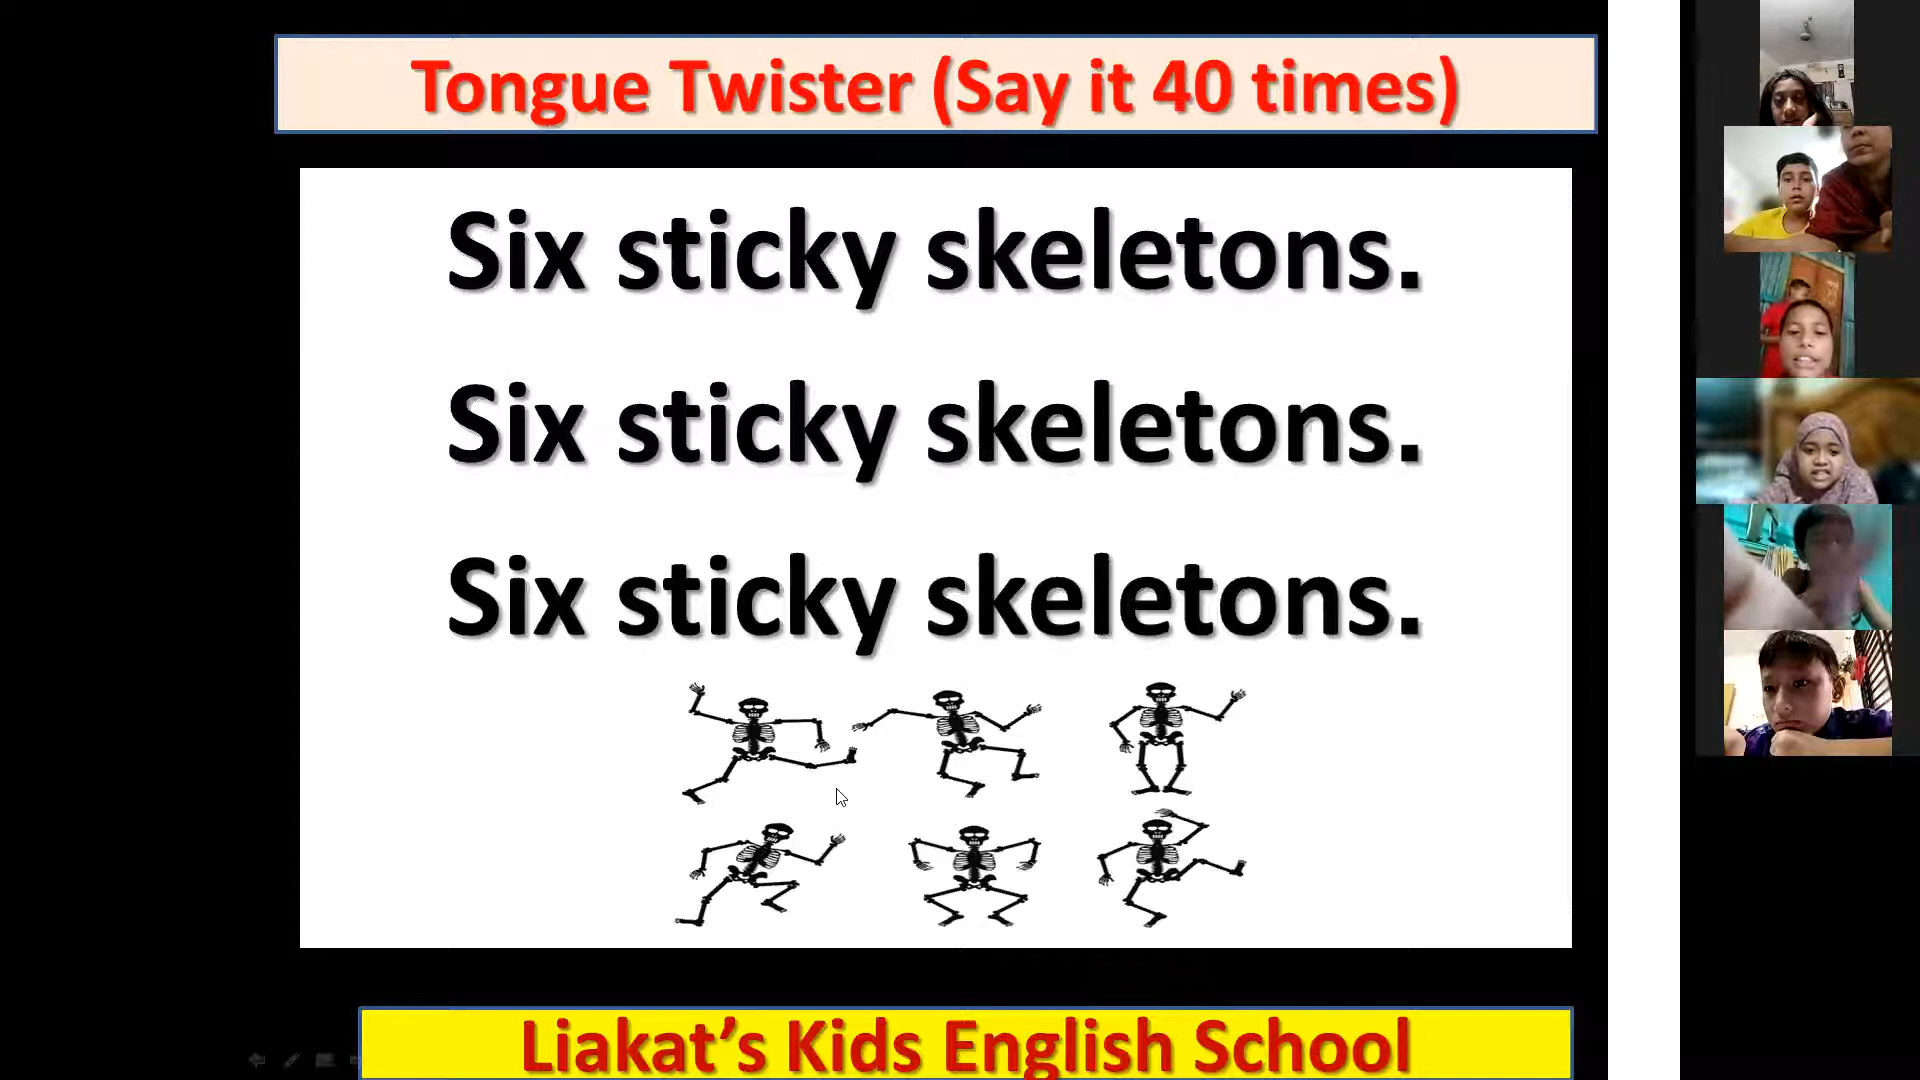 Tongue Twister (Say it 40 times)
Six sticky skeletons.
Six sticky skeletons.
Six sticky skeletons.
Liakat’s Kids English School